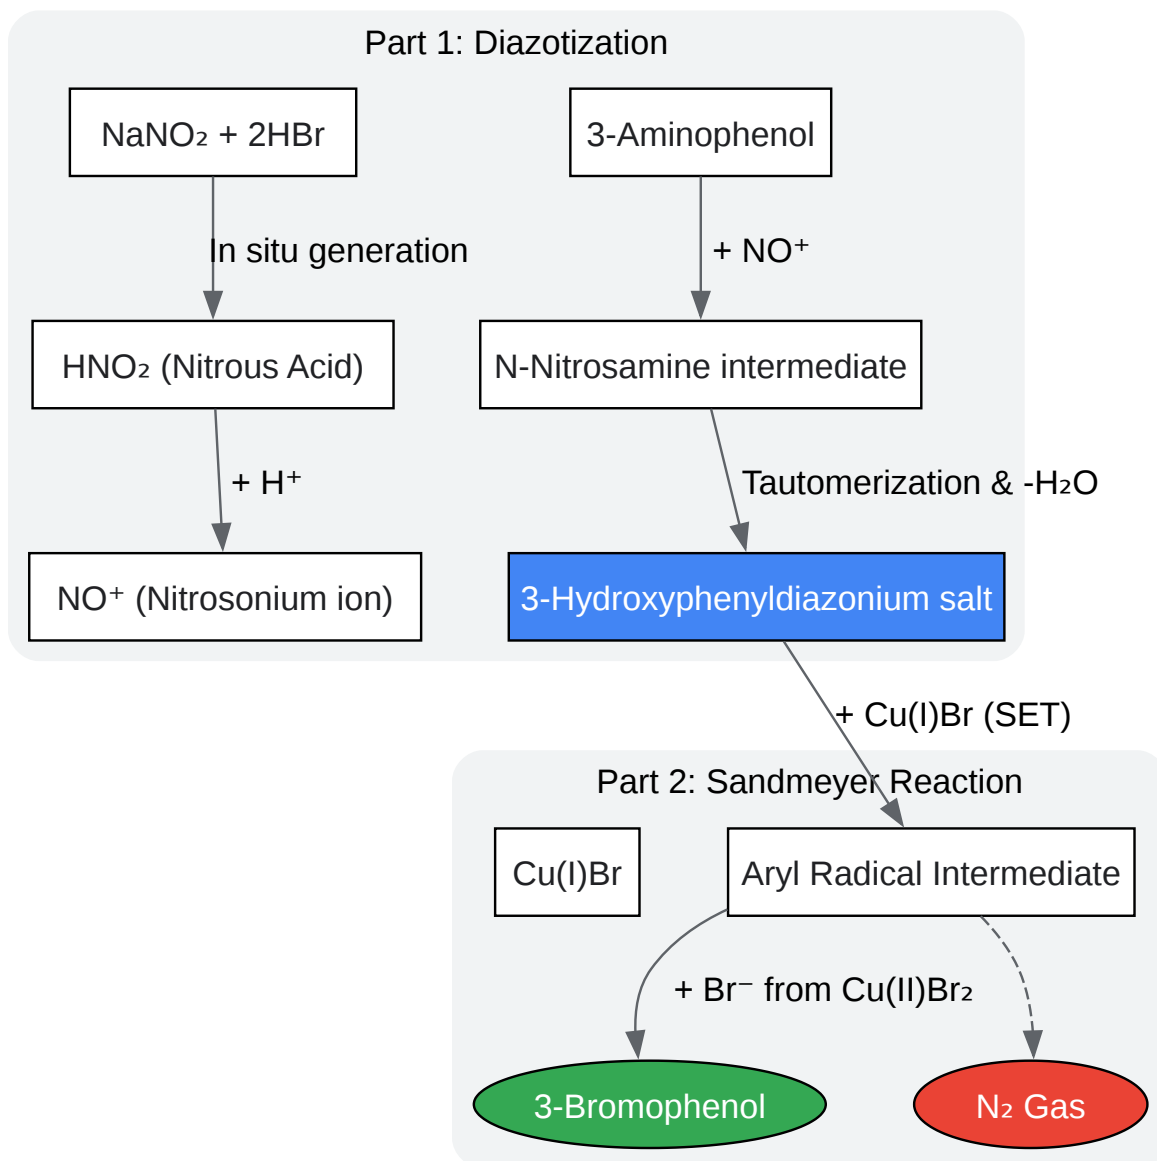 Part 1: Diazotization
NaNO₂ + 2HBr
3-Aminophenol
In situ generation
+ NO⁺
HNO₂ (Nitrous Acid)
N-Nitrosamine intermediate
+ H⁺
Tautomerization & -H₂O
NO⁺ (Nitrosonium ion)
3-Hydroxyphenyldiazonium salt
+ Cu(I)Br (SET)
Part 2: Sandmeyer Reaction
Cu(I)Br
Aryl Radical Intermediate
+ Br⁻ from Cu(II)Br₂
3-Bromophenol
N₂ Gas